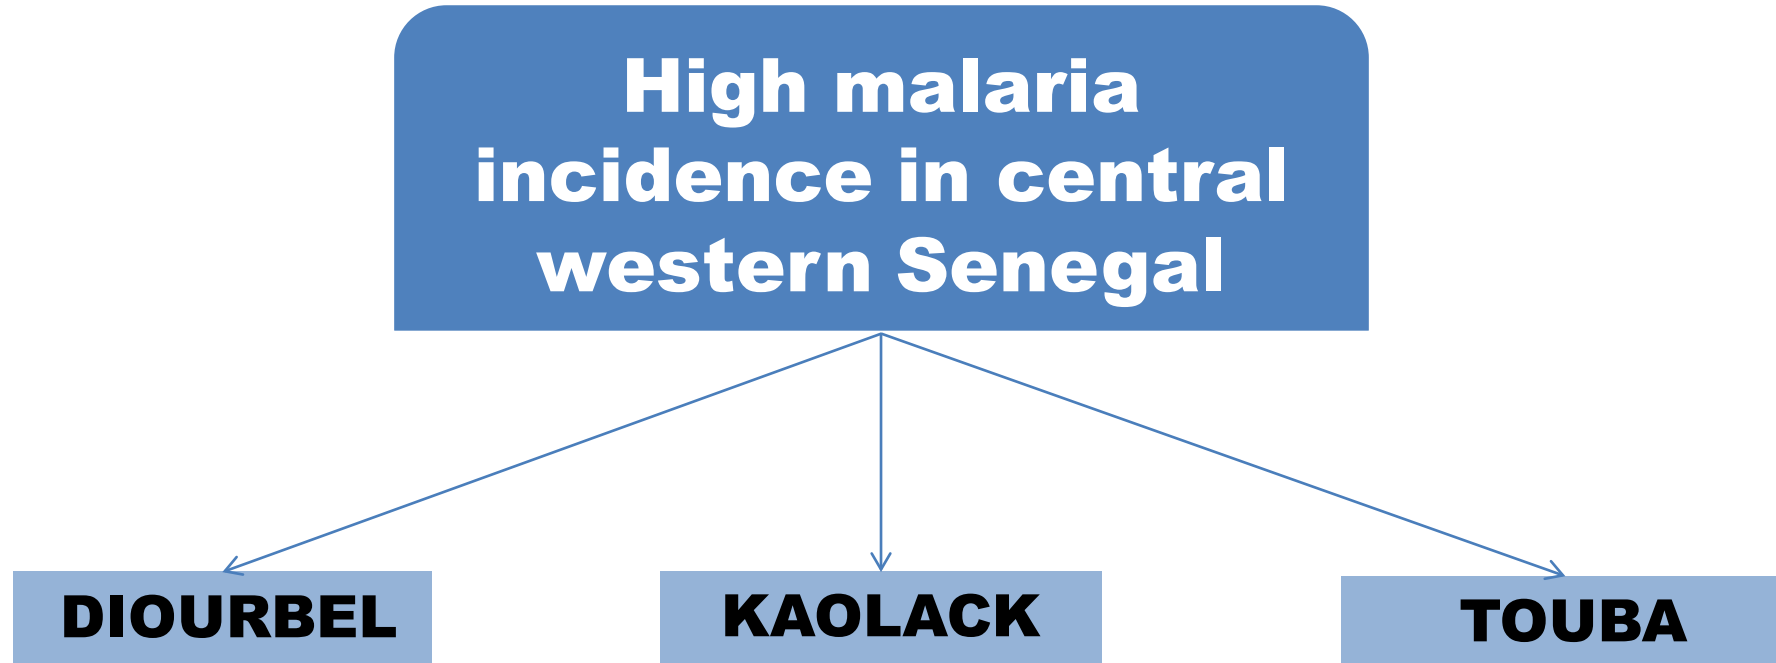 High malaria
incidence in central
western Senegal
DIOURBEL
KAOLACK
TOUBA